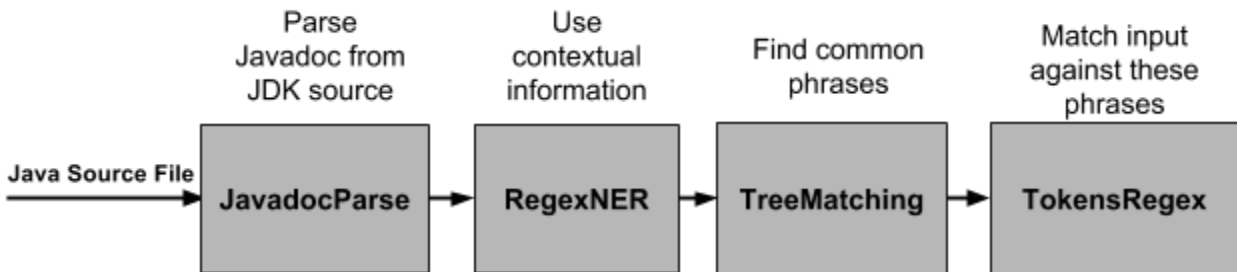 Parse
Javadoc from
JDK source
Use
contextual
information
Find common
phrases
Match input
against these
phrases
Java Source File
JavadocParse
RegexNER
TreeMatching
TokensRegex